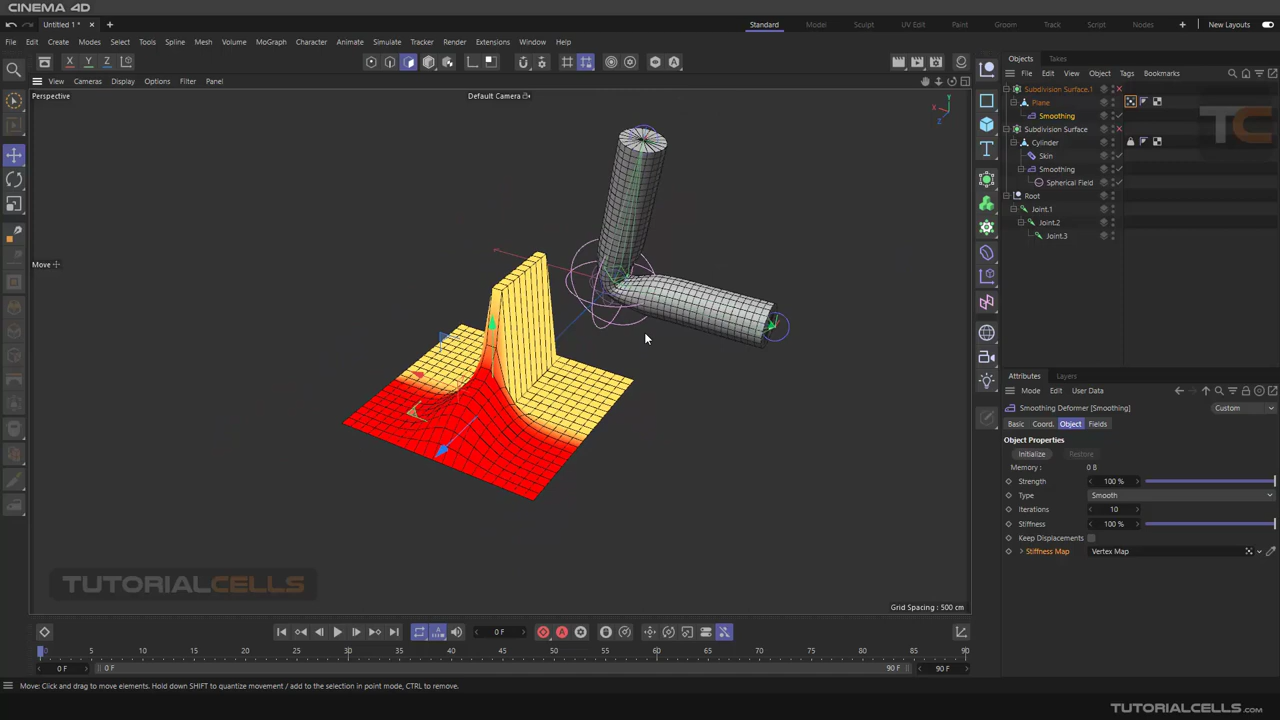 CINEMA 4D
Untitled 1 *
Standard
Model
Sculpt
UV Edit
Paint
Groom
Track
Script
Nodes
New Layouts
File Edit Create Modes Select Tools Spline Mesh Volume MoGraph Character Animate Simulate Tracker Render Extensions Window Help
X Y Z
Objects Takes
View Cameras Display Options Filter Panel
File Edit View Object Tags Bookmarks
Perspective
Default Camera
Y
X
Z
Subdivision Surface.1
Plane
Smoothing
Subdivision Surface
Cylinder
Skin
Smoothing
Spherical Field
Root
Joint.1
Joint.2
Joint.3
TC
Move
Attributes Layers
Mode Edit User Data
Smoothing Deformer [Smoothing]
Custom
Basic Coord. Object Fields
Object Properties
Initialize Restore
Memory : 0 B
Strength 100 %
Type Smooth
Iterations 10
Stiffness 100 %
Keep Displacements
Stiffness Map Vertex Map
TUTORIALCELLS
Grid Spacing : 500 cm
0 F
0 5 10 15 20 25 30 35 40 45 50 55 60 65 70 75 80 85 90
0 F 0 F 90 F 90 F
Move: Click and drag to move elements. Hold down SHIFT to quantize movement / add to the selection in point mode, CTRL to remove.
TUTORIALCELLS.COM